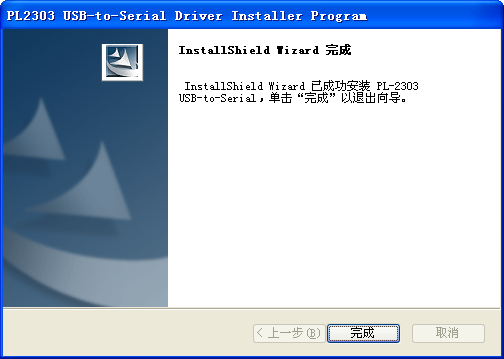 PL2303 USB-to-Serial Driver Installer Program
InstallShield Wizard 完成
InstallShield Wizard 已成功安装 PL-2303
USB-to-Serial，单击“完成”以退出向导。
< 上一步(B) 完成 取消